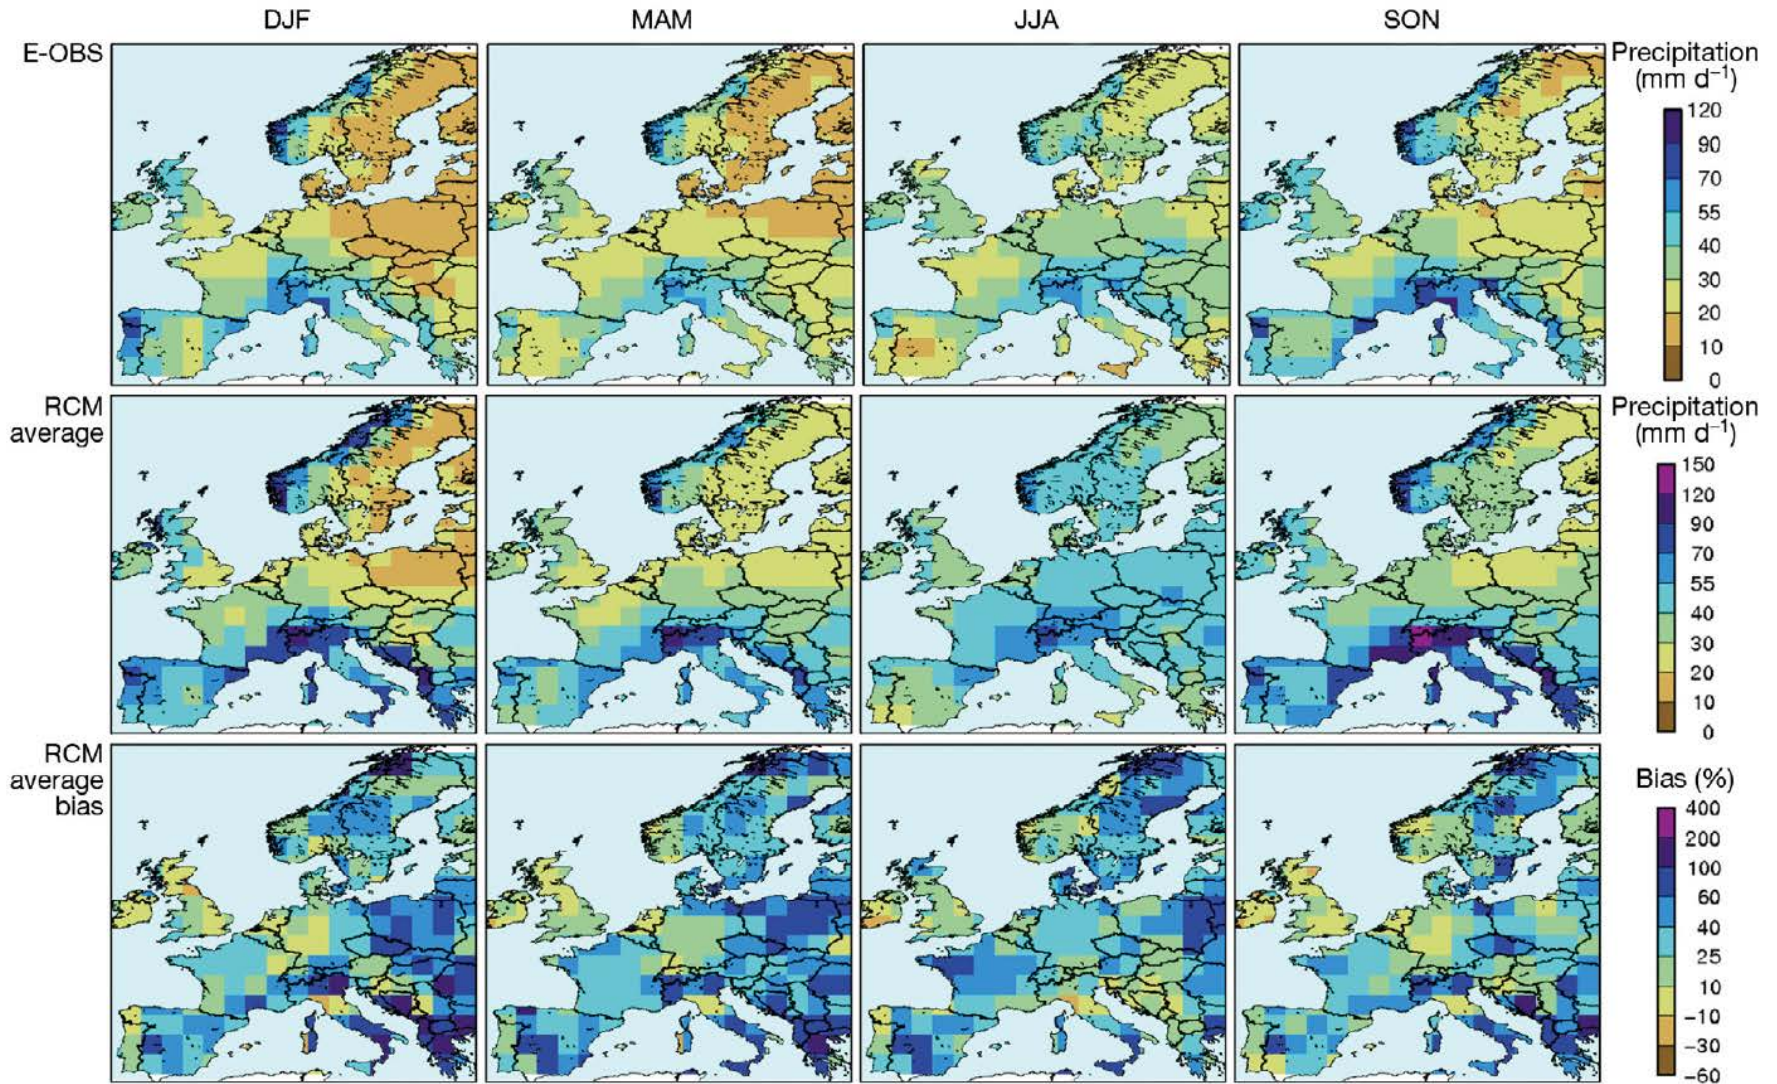 DJF MAM JJA SON
E-OBS
Precipitation
(mm d⁻¹)
120
90
70
55
40
30
20
10
0
RCM
average
Precipitation
(mm d⁻¹)
150
120
90
70
55
40
30
20
10
0
RCM
average
bias
Bias (%)
400
200
100
60
40
25
10
−10
−30
−60